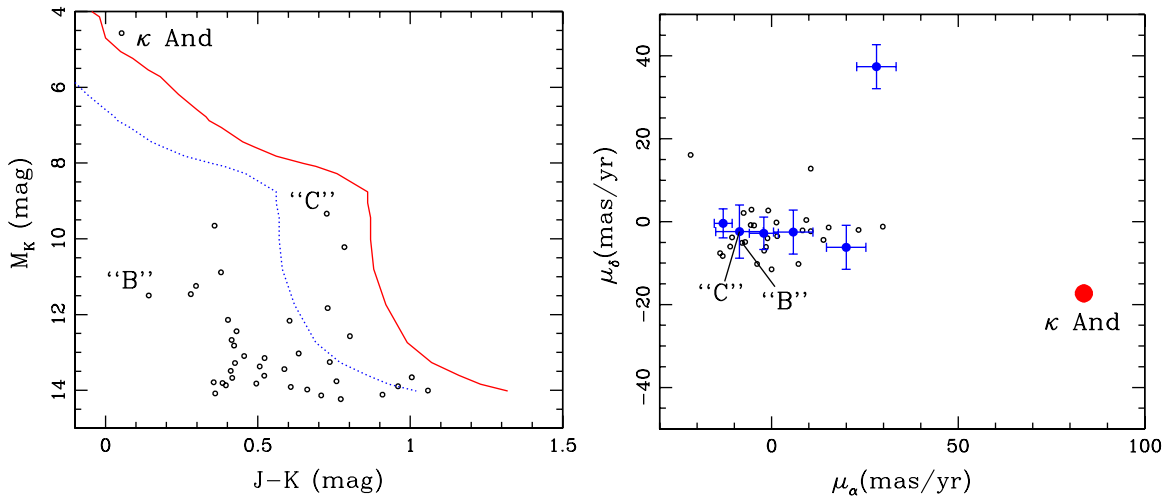 4
6
8
10
12
14
M_K (mag)
κ And
“C”
“B”
0
0.5
1
1.5
J−K (mag)
40
20
0
−20
−40
μ_δ(mas/yr)
“C”
“B”
κ And
0
50
100
μ_α(mas/yr)